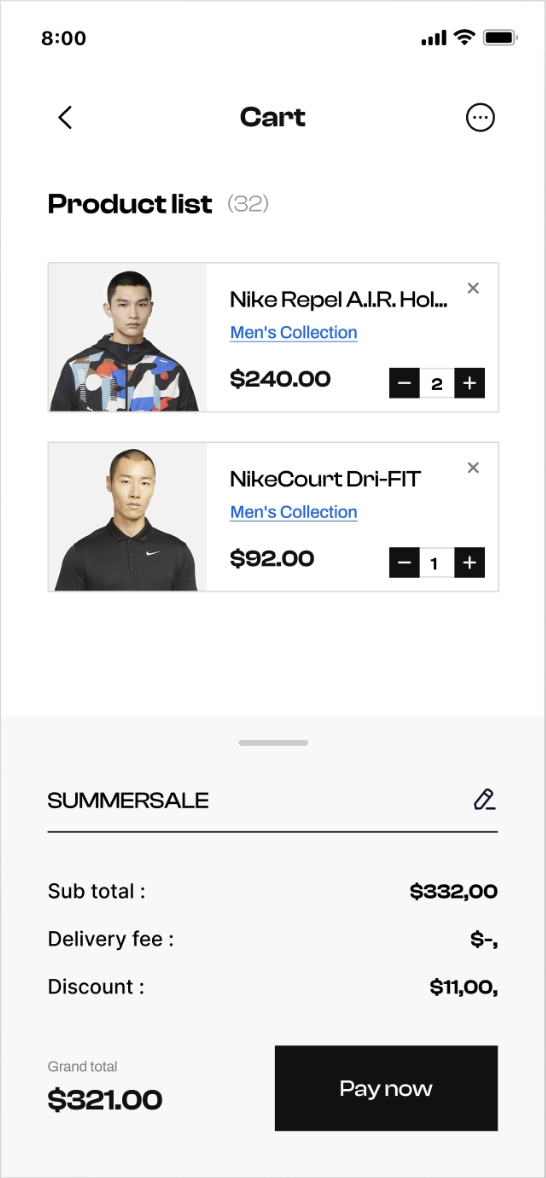 8:00
Cart
Product list (32)
Nike Repel A.I.R. Hol...
Men's Collection
$240.00
2
NikeCourt Dri-FIT
Men's Collection
$92.00
1
SUMMERSALE
Sub total : $332,00
Delivery fee : $-,
Discount : $11,00,
Grand total
$321.00
Pay now